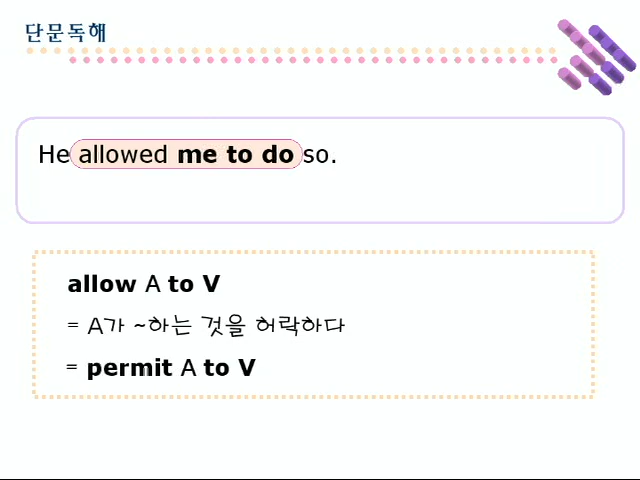 단문독해
He allowed me to do so.
allow A to V
= A가 ~하는 것을 허락하다
= permit A to V